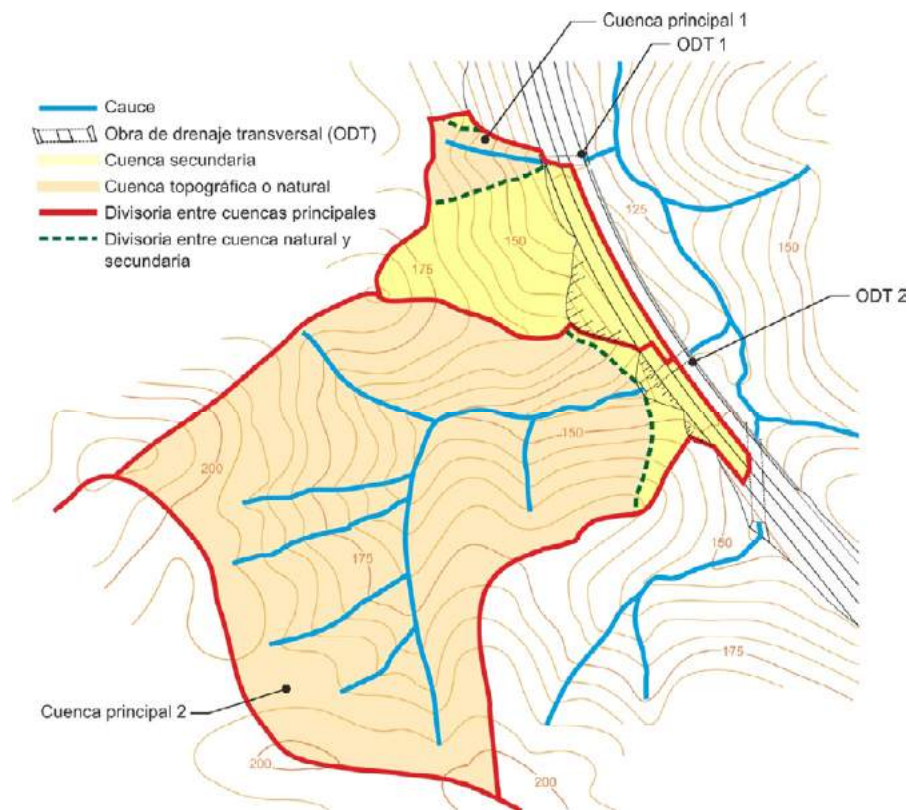 Cuenca principal 1
ODT 1
Cauce
Obra de drenaje transversal (ODT)
Cuenca secundaria
Cuenca topográfica o natural
Divisoria entre cuencas principales
Divisoria entre cuenca natural y
secundaria
125
150
150
175
ODT 2
150
200
150
175
175
Cuenca principal 2
200
200